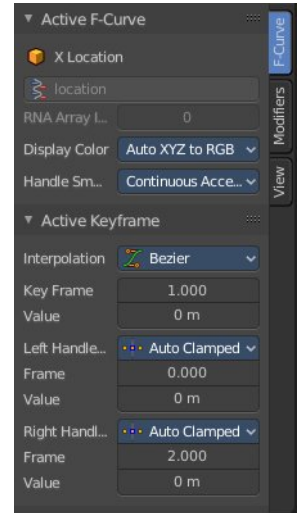 Active F-Curve
X Location
location
RNA Array I... 0
Display Color Auto XYZ to RGB
Handle Sm... Continuous Acce...
Active Keyframe
Interpolation Bezier
Key Frame 1.000
Value 0 m
Left Handle... Auto Clamped
Frame 0.000
Value 0 m
Right Handl... Auto Clamped
Frame 2.000
Value 0 m
F-Curve
Modifiers
View